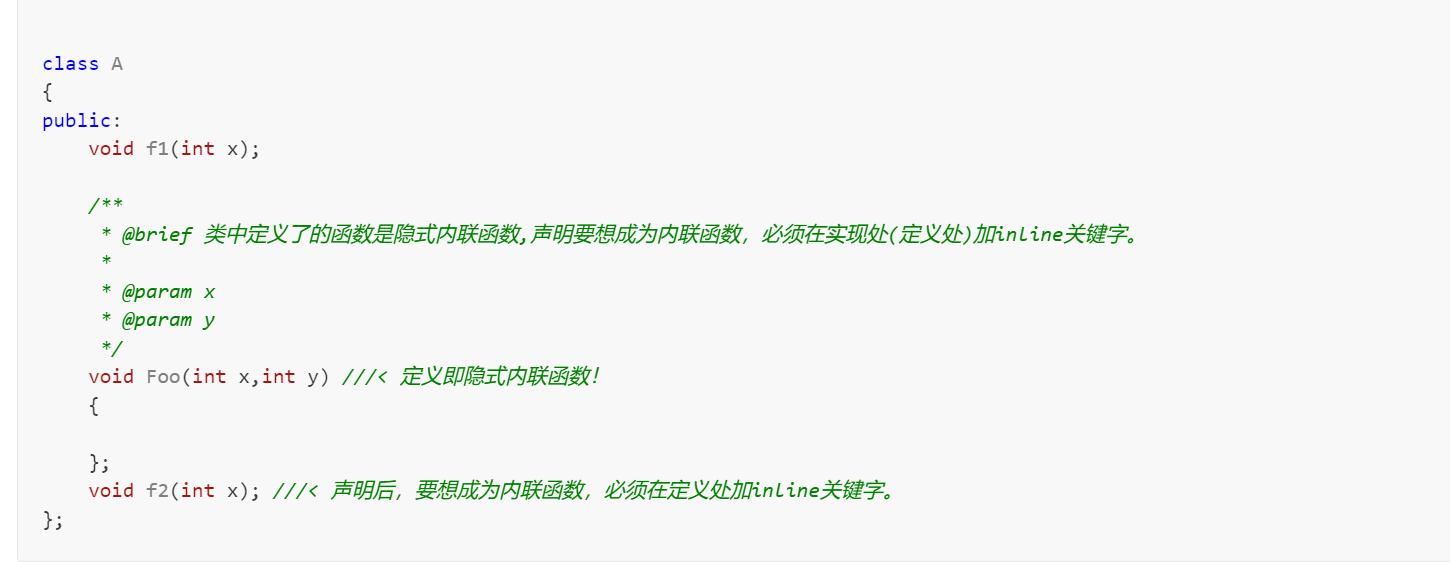 class A
{
public:
    void f1(int x);

    /**
     * @brief 类中定义了的函数是隐式内联函数,声明要想成为内联函数，必须在实现处(定义处)加inline关键字。
     *
     * @param x
     * @param y
     */
    void Foo(int x,int y) ///< 定义即隐式内联函数！
    {

    };
    void f2(int x); ///< 声明后，要想成为内联函数，必须在定义处加inline关键字。
};